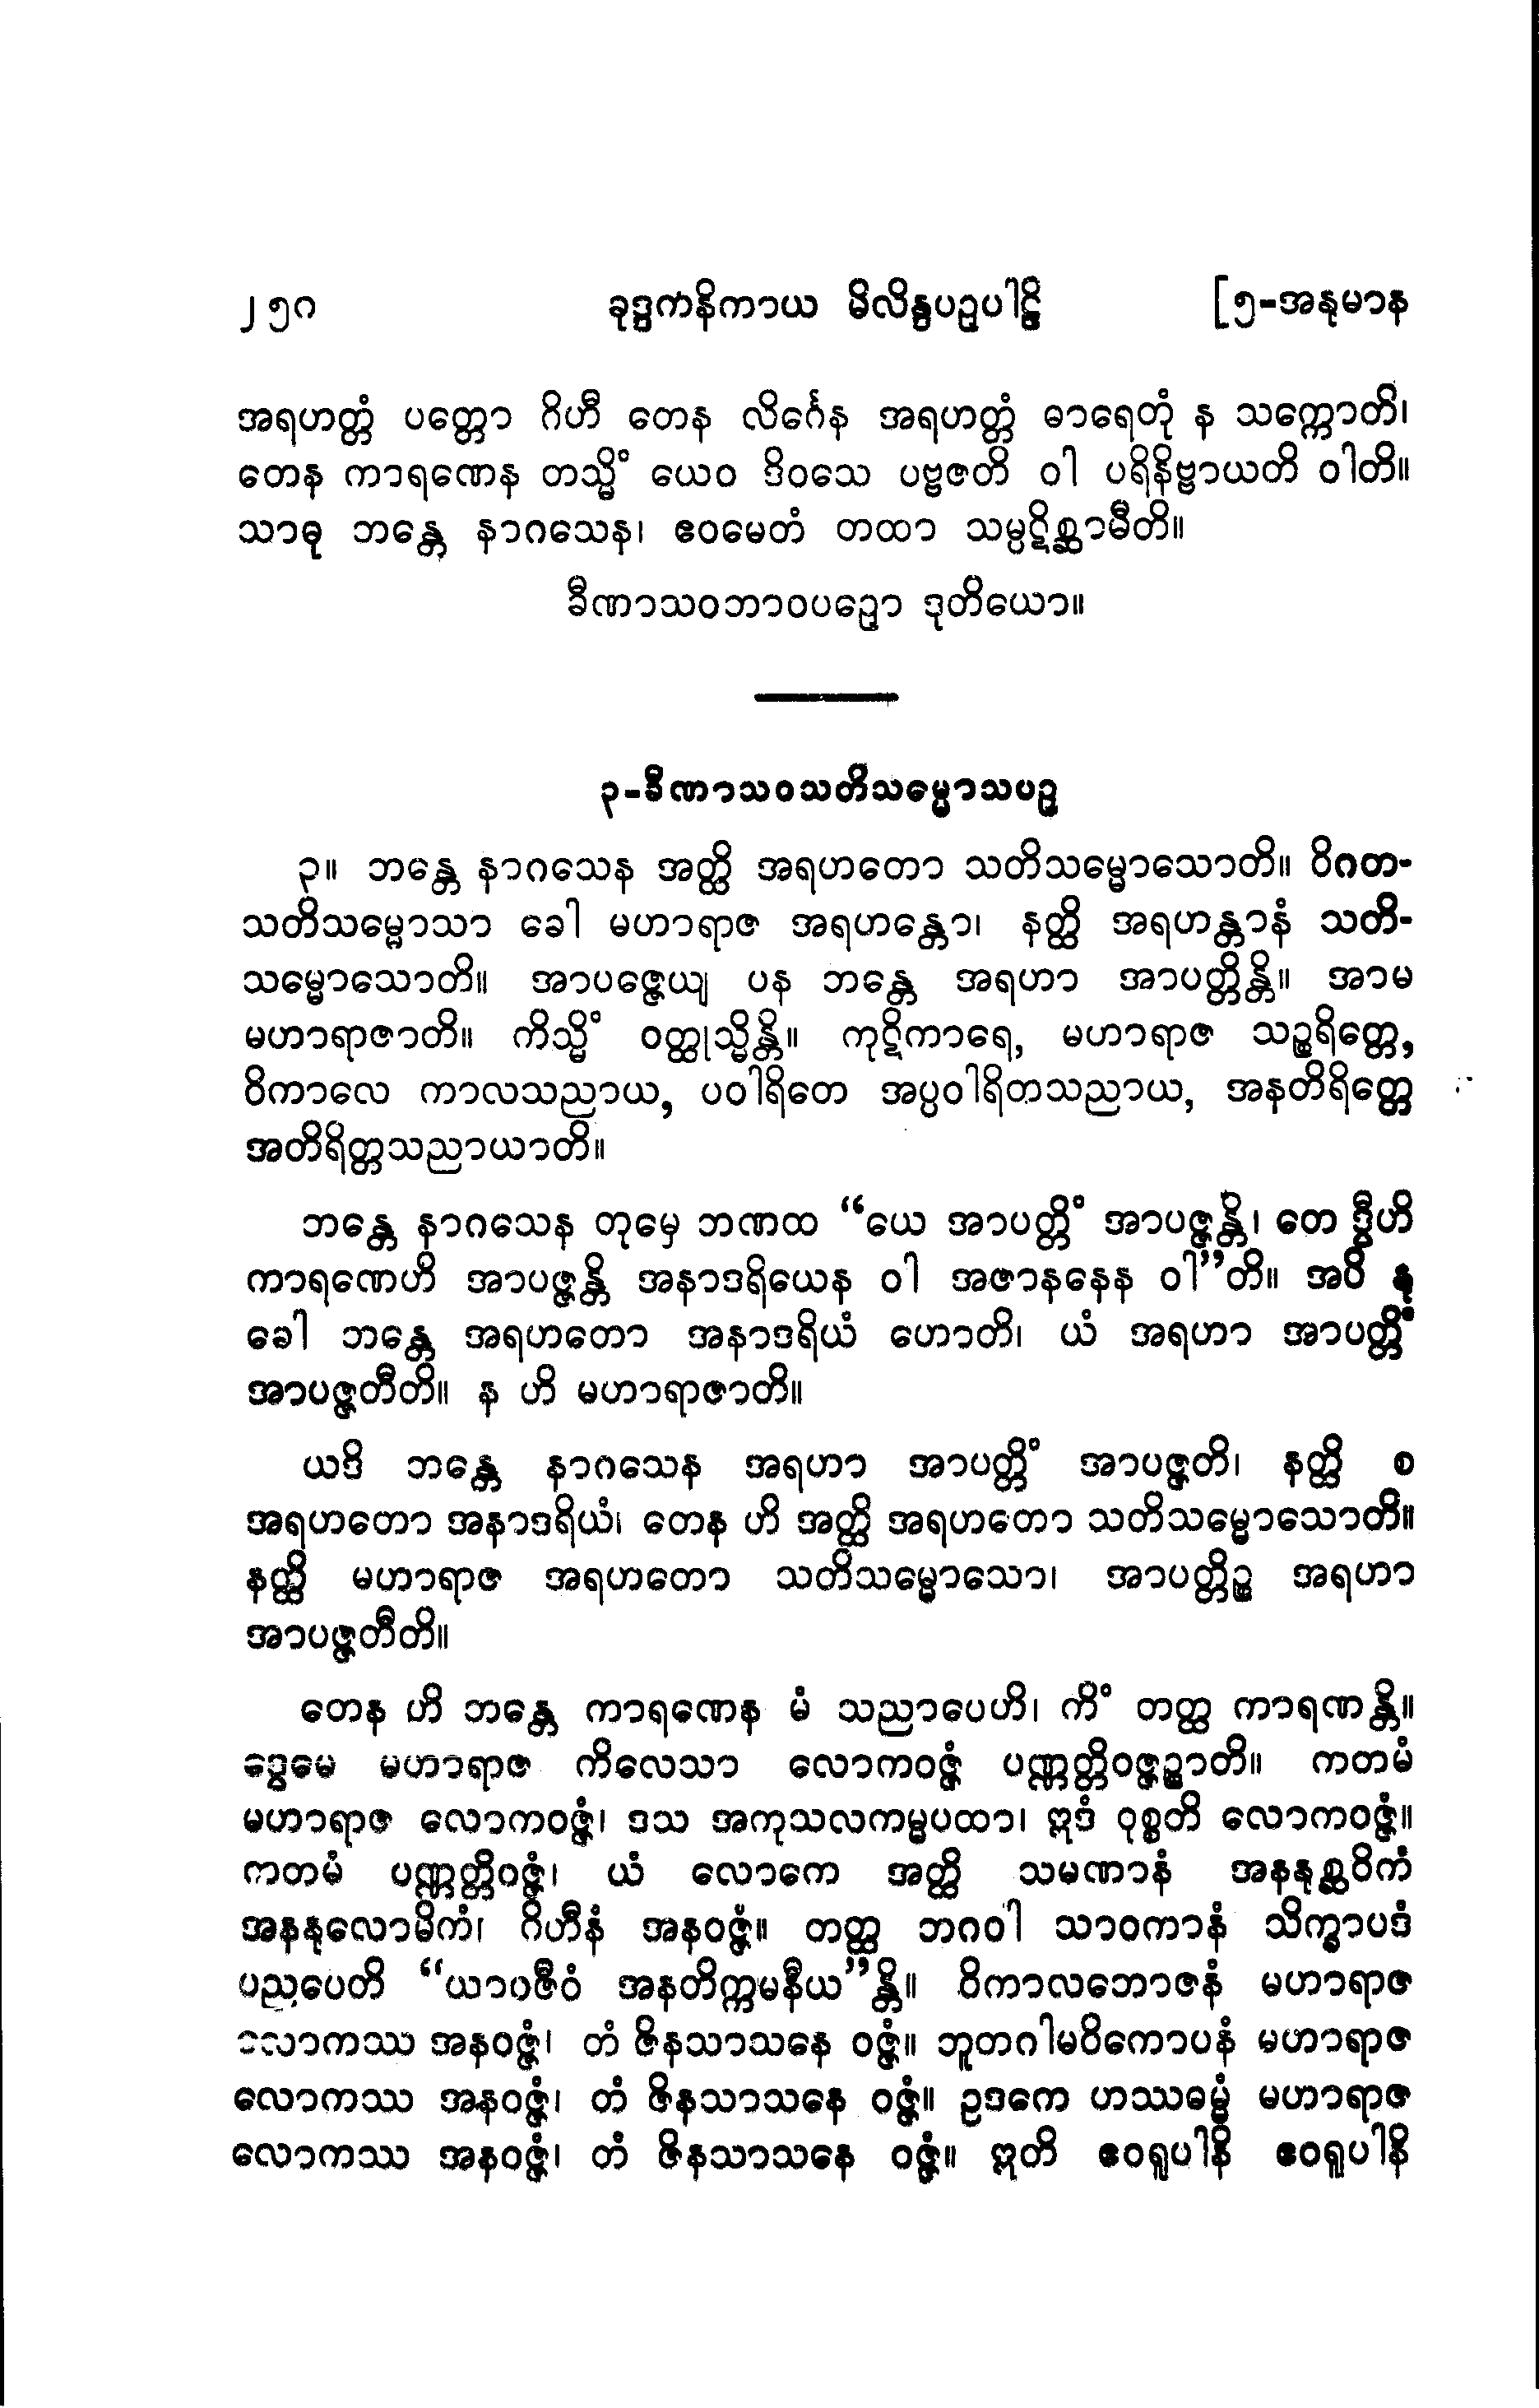 ၂၅ဂ ခုဒ္ဒကနိကာယ မိလိန္ဒပဉှပါဠိ [၅-အနုမာန
အရဟတ္တံ ပတ္တော ဂိဟီ တေန လိင်္ဂေန အရဟတ္တံ ဓာရေတုံ န သက္ကောတိ၊
တေန ကာရဏေန တသ္မိံ ယေဝ ဒိဝသေ ပဗ္ဗဇတိ ဝါ ပရိနိဗ္ဗာယတိ ဝါတိ။
သာဓု ဘန္တေ နာဂသေန၊ ဧဝမေတံ တထာ သမ္ပဋိစ္ဆာမီတိ။
ခီဏာသဝဘာဝပဉှော ဒုတိယော။
၃-ခီဏာသဝသတိသမ္မောသပဉှ
၃။ ဘန္တေ နာဂသေန အတ္ထိ အရဟတော သတိသမ္မောသောတိ။ ဝိဂတ-
သတိသမ္မောသာ ခေါ မဟာရာဇ အရဟန္တော၊ နတ္ထိ အရဟန္တာနံ သတိ-
သမ္မောသောတိ။ အာပဇ္ဇေယျ ပန ဘန္တေ အရဟာ အာပတ္တိန္တိ။ အာမ
မဟာရာဇာတိ။ ကိသ္မိံ ဝတ္ထုသ္မိန္တိ။ ကုဋိကာရေ, မဟာရာဇ သဉ္စရိတ္တေ,
ဝိကာလေ ကာလသညာယ, ပဝါရိတေ အပ္ပဝါရိတသညာယ, အနတိရိတ္တေ
အတိရိတ္တသညာယာတိ။
ဘန္တေ နာဂသေန တုမှေ ဘဏထ “ယေ အာပတ္တိံ အာပဇ္ဇန္တိ၊ တေ ဒွီဟိ
ကာရဏေဟိ အာပဇ္ဇန္တိ အနာဒရိယေန ဝါ အဇာနနေန ဝါ”တိ။ အပိ နု
ခေါ ဘန္တေ အရဟတော အနာဒရိယံ ဟောတိ၊ ယံ အရဟာ အာပတ္တိံ
အာပဇ္ဇတီတိ။ န ဟိ မဟာရာဇာတိ။
ယဒိ ဘန္တေ နာဂသေန အရဟာ အာပတ္တိံ အာပဇ္ဇတိ၊ နတ္ထိ စ
အရဟတော အနာဒရိယံ၊ တေန ဟိ အတ္ထိ အရဟတော သတိသမ္မောသောတိ။
နတ္ထိ မဟာရာဇ အရဟတော သတိသမ္မောသော၊ အာပတ္တိဉ္စ အရဟာ
အာပဇ္ဇတီတိ။
တေန ဟိ ဘန္တေ ကာရဏေန မံ သညာပေဟိ၊ ကိံ တတ္ထ ကာရဏန္တိ။
ဒွေမေ မဟာရာဇ ကိလေသာ လောကဝဇ္ဇံ ပဏ္ဏတ္တိဝဇ္ဇဉ္စာတိ။ ကတမံ
မဟာရာဇ လောကဝဇ္ဇံ၊ ဒသ အကုသလကမ္မပထာ၊ ဣဒံ ဝုစ္စတိ လောကဝဇ္ဇံ။
ကတမံ ပဏ္ဏတ္တိဝဇ္ဇံ၊ ယံ လောကေ အတ္ထိ သမဏာနံ အနနုစ္ဆဝိကံ
အနနုလောမိကံ၊ ဂိဟီနံ အနဝဇ္ဇံ။ တတ္ထ ဘဂဝါ သာဝကာနံ သိက္ခာပဒံ
ပညပေတိ “ယာဝဇီဝံ အနတိက္ကမနီယ”န္တိ။ ဝိကာလဘောဇနံ မဟာရာဇ
လောကဿ အနဝဇ္ဇံ၊ တံ ဇိနသာသနေ ဝဇ္ဇံ။ ဘူတဂါမဝိကောပနံ မဟာရာဇ
လောကဿ အနဝဇ္ဇံ၊ တံ ဇိနသာသနေ ဝဇ္ဇံ။ ဥဒကေ ဟဿဓမ္မံ မဟာရာဇ
လောကဿ အနဝဇ္ဇံ၊ တံ ဇိနသာသနေ ဝဇ္ဇံ။ ဣတိ ဧဝရူပါနိ ဧဝရူပါနိ